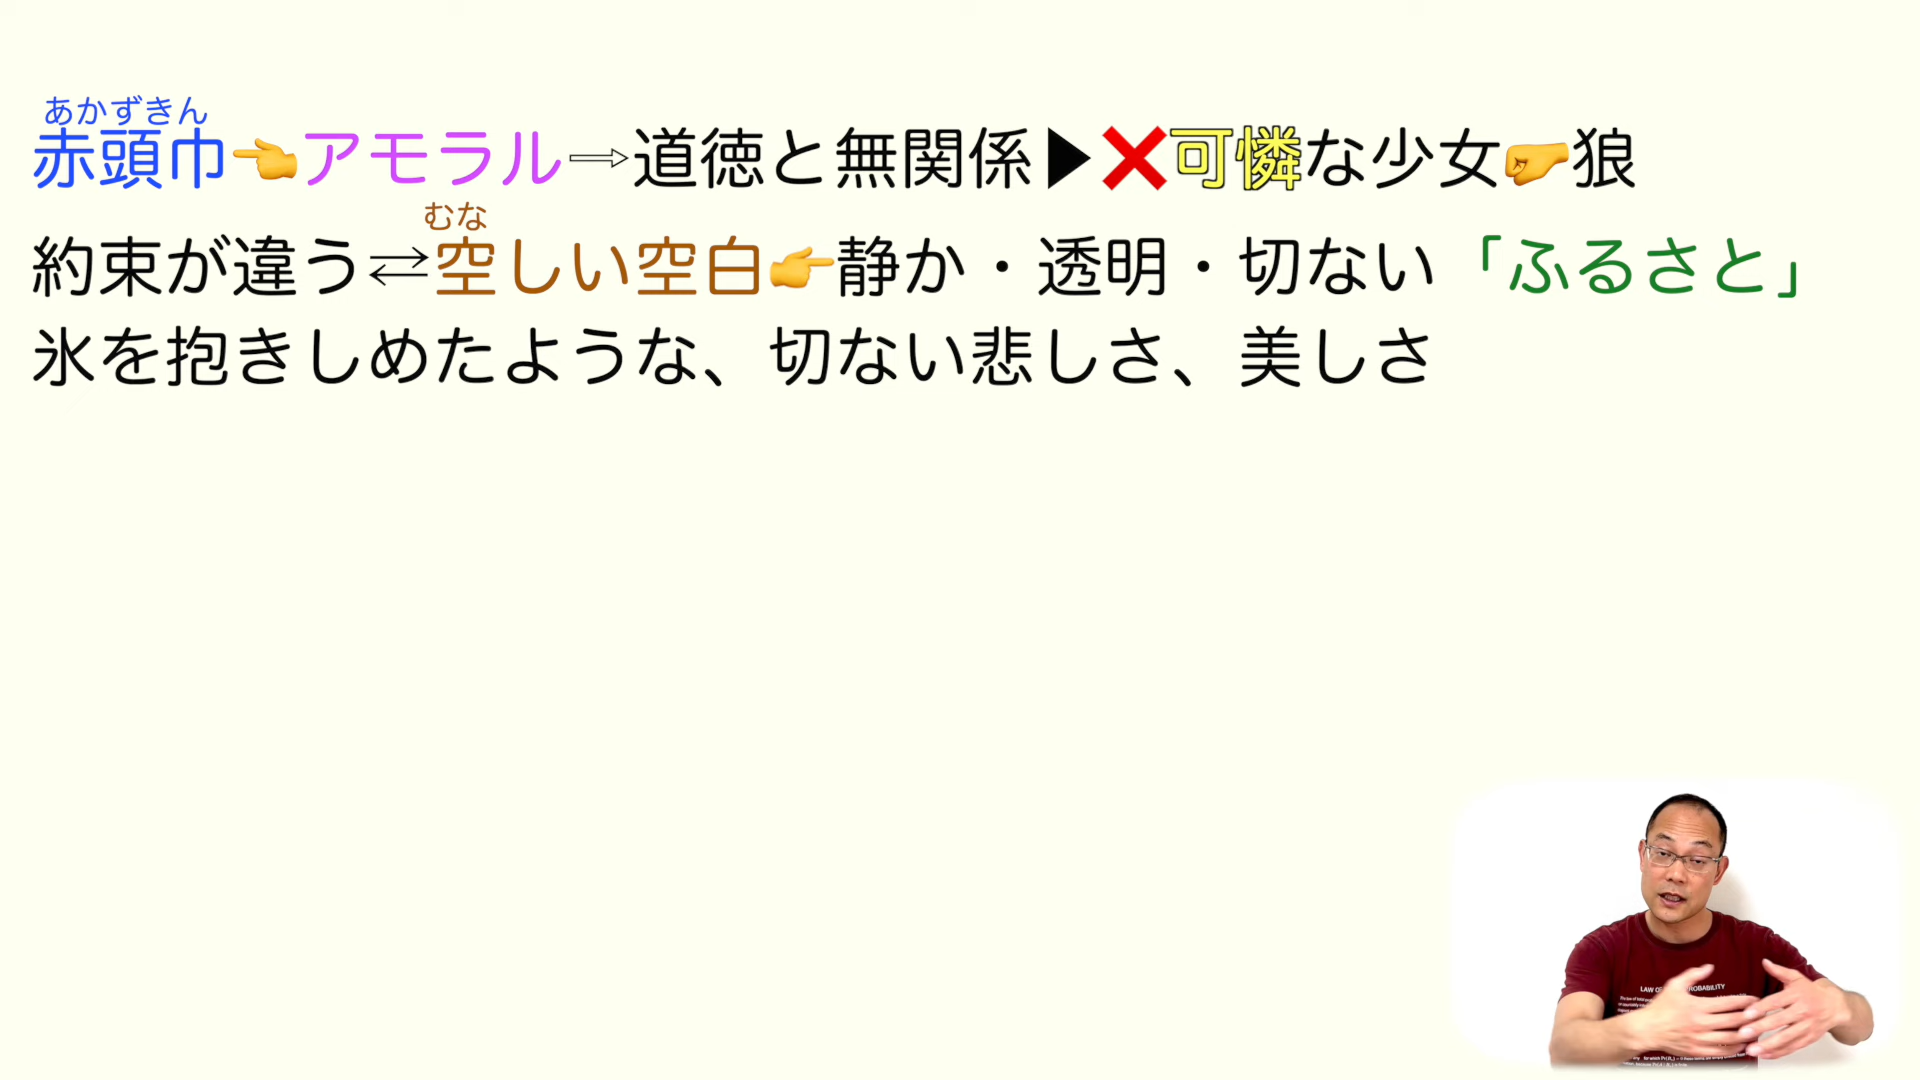 あかずきん
赤頭巾👈アモラル⇨道徳と無関係▶❌可憐な少女🤛狼
むな
約束が違う⇄空しい空白👉静か・透明・切ない「ふるさと」
氷を抱きしめたような、切ない悲しさ、美しさ
LAW OF PROBABILITY